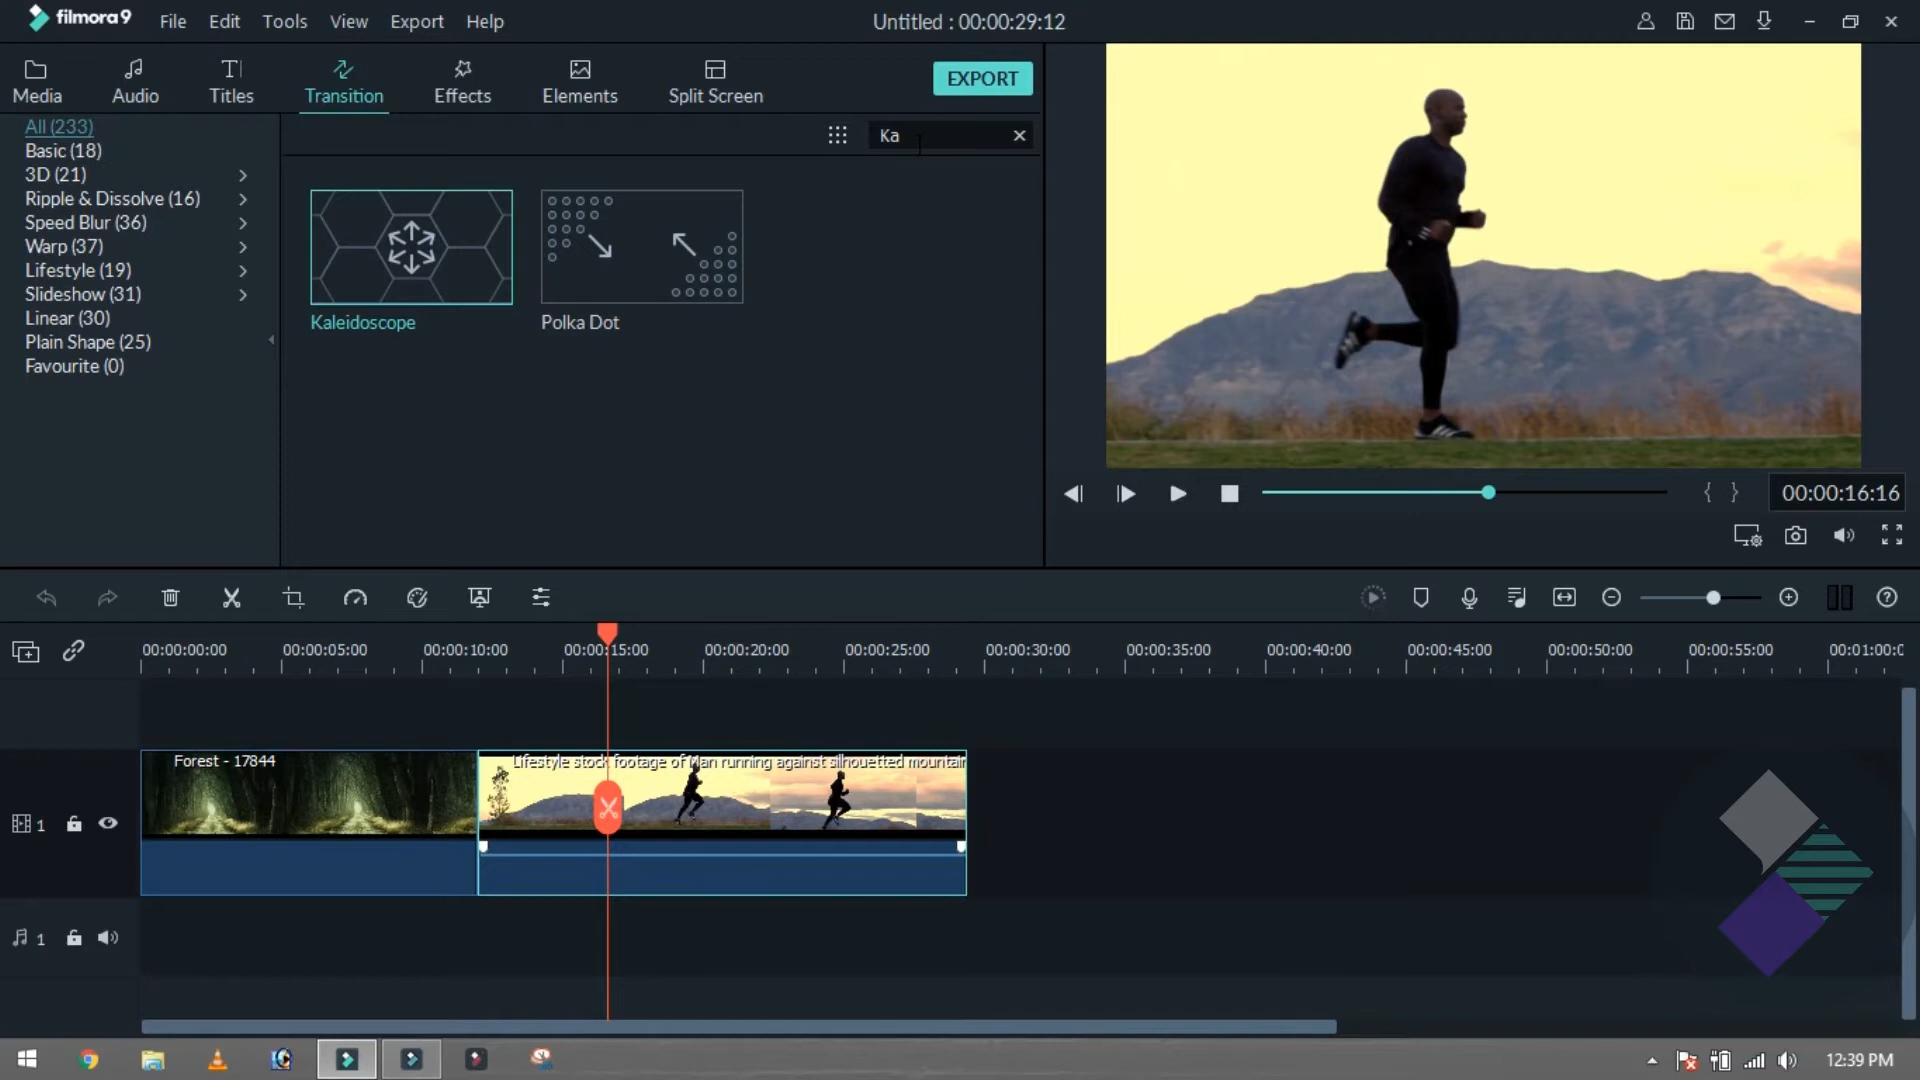 filmora9 File Edit Tools View Export Help Untitled : 00:00:29:12
Media Audio Titles Transition Effects Elements Split Screen EXPORT
All (233)
Basic (18)
3D (21)
Ripple & Dissolve (16)
Speed Blur (36)
Warp (37)
Lifestyle (19)
Slideshow (31)
Linear (30)
Plain Shape (25)
Favourite (0)
Ka
Kaleidoscope Polka Dot
00:00:16:16
00:00:00:00 00:00:05:00 00:00:10:00 00:00:15:00 00:00:20:00 00:00:25:00 00:00:30:00 00:00:35:00 00:00:40:00 00:00:45:00 00:00:50:00 00:00:55:00 00:01:00:0
Forest - 17844 Lifestyle stock footage of Man running against silhouetted mountain
1
1
12:39 PM